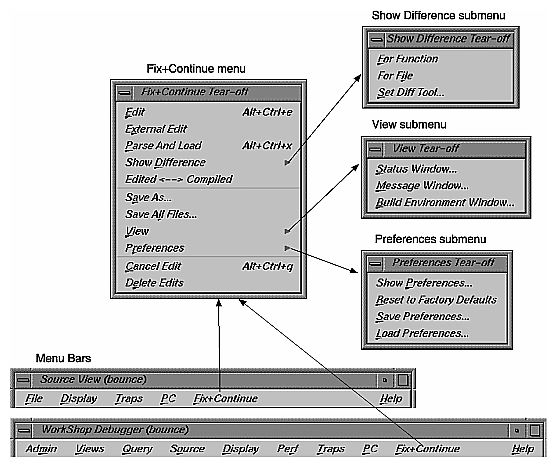 Show Difference submenu
Show Difference Tear-off
For Function
For File
Set Diff Tool...
Fix+Continue menu
Fix+Continue Tear-off
Edit Alt+Ctrl+e
External Edit
Parse And Load Alt+Ctrl+x
Show Difference
Edited <---> Compiled
Save As...
Save All Files...
View
Preferences
Cancel Edit Alt+Ctrl+q
Delete Edits
View submenu
View Tear-off
Status Window...
Message Window...
Build Environment Window...
Preferences submenu
Preferences Tear-off
Show Preferences...
Reset to Factory Defaults
Save Preferences...
Load Preferences...
Menu Bars
Source View (bounce)
File Display Traps PC Fix+Continue Help
WorkShop Debugger (bounce)
Admin Views Query Source Display Perf Traps PC Fix+Continue Help